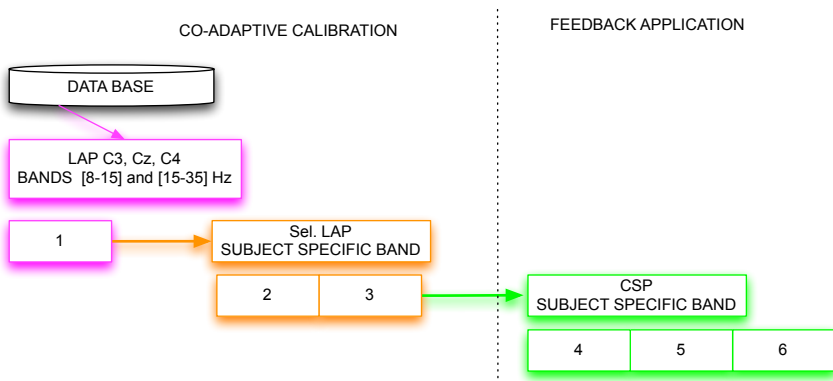 CO-ADAPTIVE CALIBRATION
FEEDBACK APPLICATION
DATA BASE
LAP C3, Cz, C4
BANDS [8-15] and [15-35] Hz
1
Sel. LAP
SUBJECT SPECIFIC BAND
2
3
CSP
SUBJECT SPECIFIC BAND
4
5
6